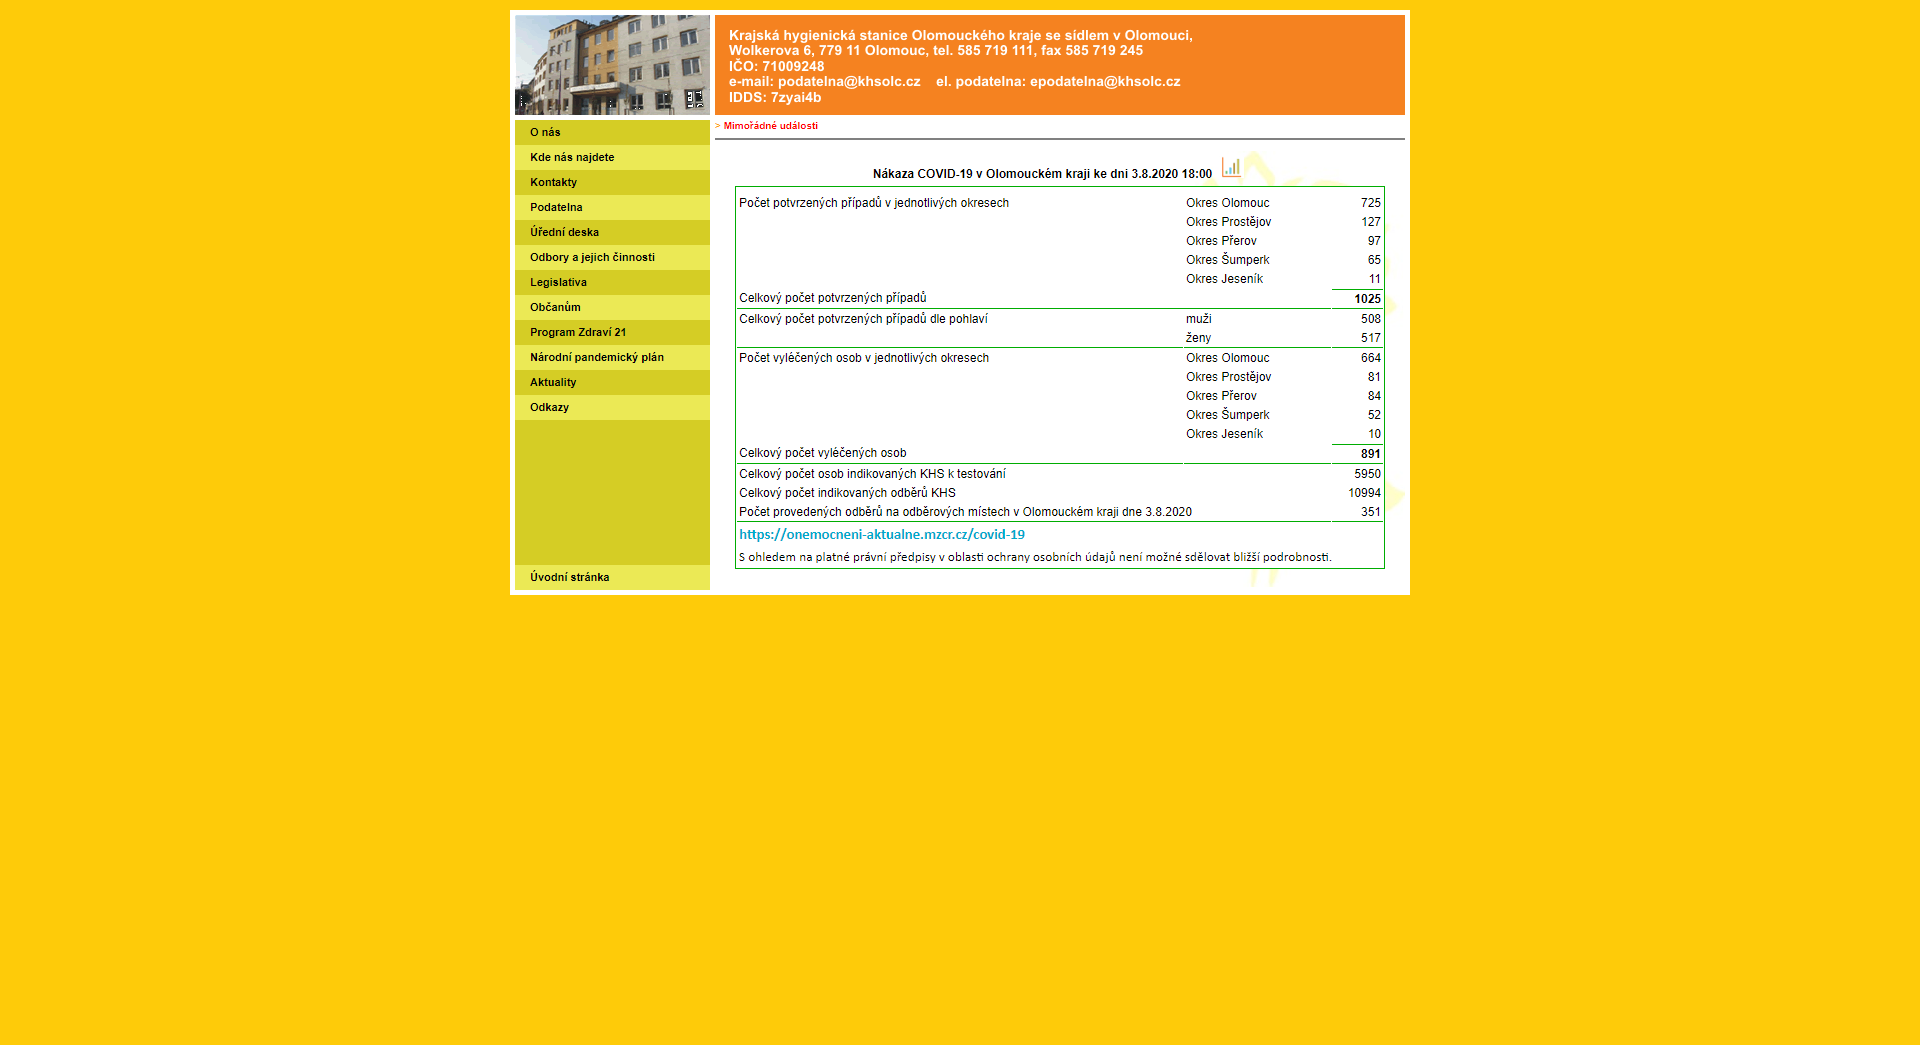 Krajská hygienická stanice Olomouckého kraje se sídlem v Olomouci,
Wolkerova 6, 779 11 Olomouc, tel. 585 719 111, fax 585 719 245
IČO: 71009248
e-mail: podatelna@khsolc.cz    el. podatelna: epodatelna@khsolc.cz
IDDS: 7zyai4b
O nás
Kde nás najdete
Kontakty
Podatelna
Úřední deska
Odbory a jejich činnosti
Legislativa
Občanům
Program Zdraví 21
Národní pandemický plán
Aktuality
Odkazy
Úvodní stránka
> Mimořádné události
Nákaza COVID-19 v Olomouckém kraji ke dni 3.8.2020 18:00
Počet potvrzených případů v jednotlivých okresech Okres Olomouc 725
Okres Prostějov 127
Okres Přerov 97
Okres Šumperk 65
Okres Jeseník 11
Celkový počet potvrzených případů 1025
Celkový počet potvrzených případů dle pohlaví muži 508
ženy 517
Počet vyléčených osob v jednotlivých okresech Okres Olomouc 664
Okres Prostějov 81
Okres Přerov 84
Okres Šumperk 52
Okres Jeseník 10
Celkový počet vyléčených osob 891
Celkový počet osob indikovaných KHS k testování 5950
Celkový počet indikovaných odběrů KHS 10994
Počet provedených odběrů na odběrových místech v Olomouckém kraji dne 3.8.2020 351
https://onemocneni-aktualne.mzcr.cz/covid-19
S ohledem na platné právní předpisy v oblasti ochrany osobních údajů není možné sdělovat bližší podrobnosti.